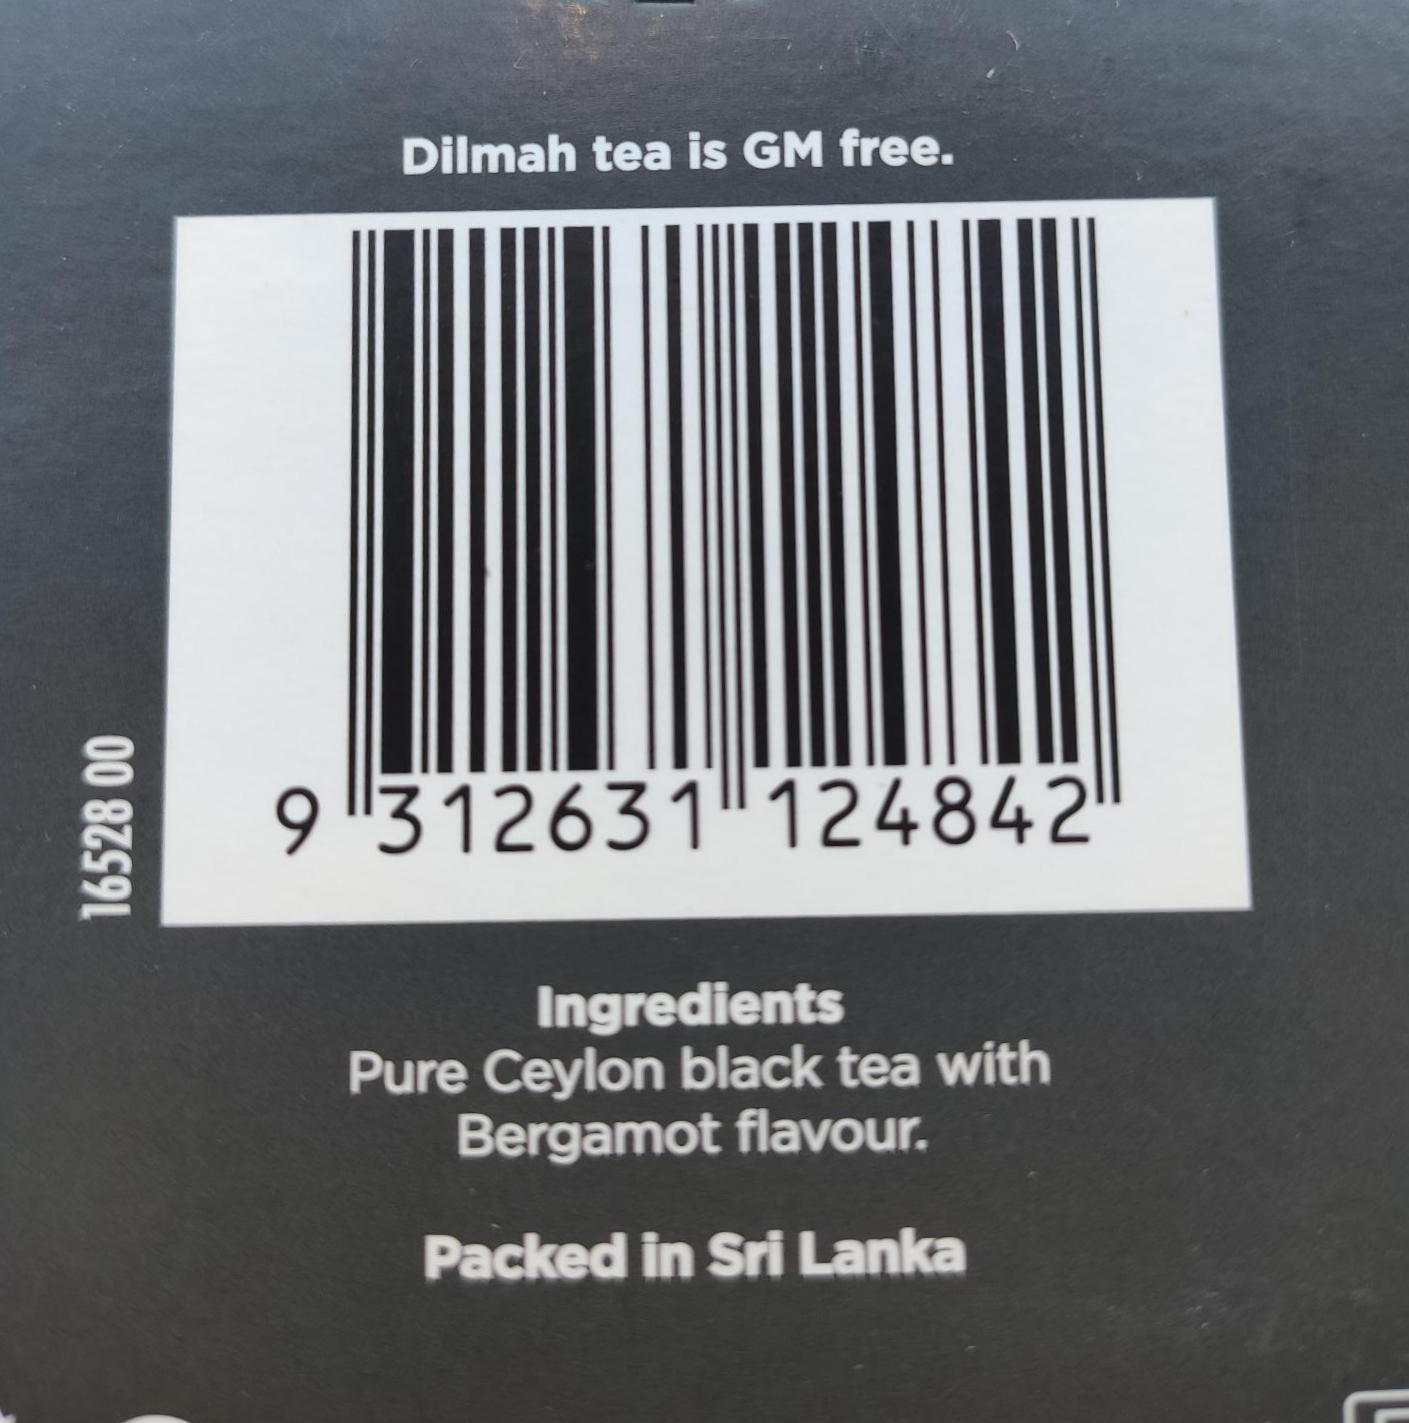 Dilmah tea is GM free.
9 312631 124842
16528 00
Ingredients
Pure Ceylon black tea with
Bergamot flavour.
Packed in Sri Lanka